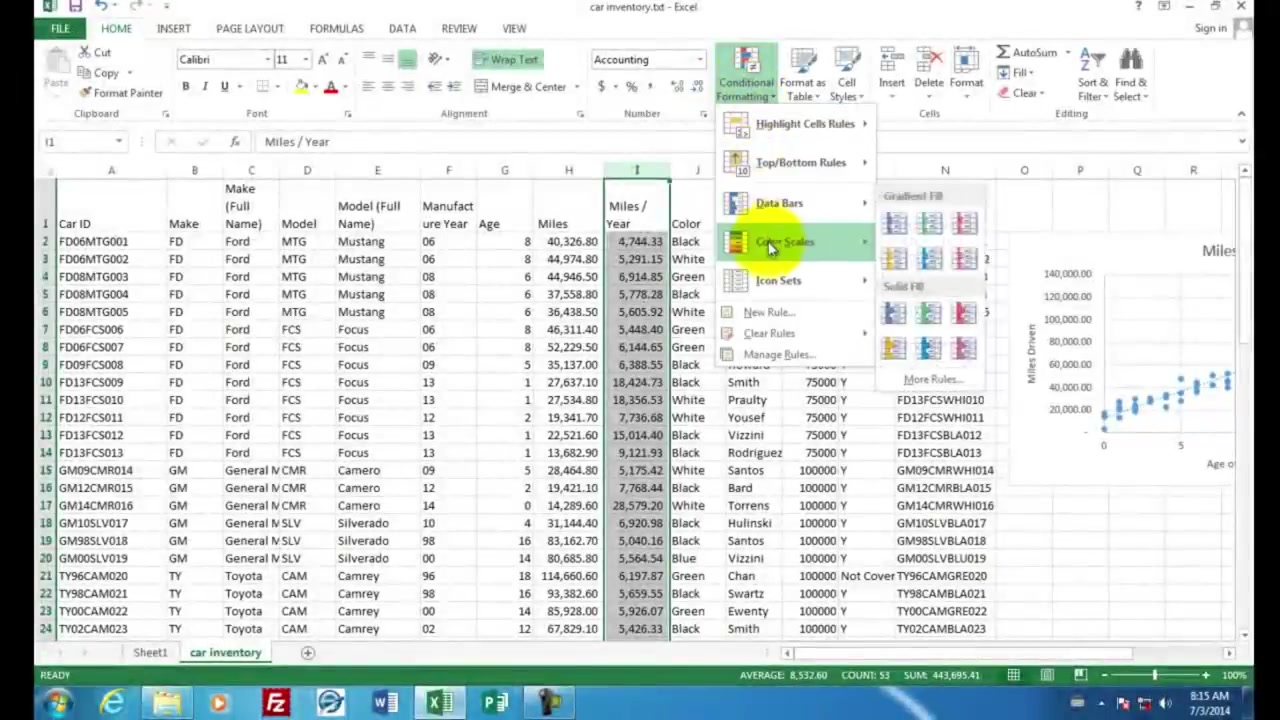 car inventory.txt - Excel
?
FILE HOME INSERT PAGE LAYOUT FORMULAS DATA REVIEW VIEW Sign in
Paste Cut Copy Format Painter
Clipboard
Calibri 11
B I U
Font
Wrap Text
Merge & Center
Alignment
Accounting
$ % ,
Number
Conditional Formatting
Format as Table
Cell Styles
Insert Delete Format
Cells
AutoSum
Fill
Clear
Sort & Filter
Find & Select
Editing
I1 fx Miles / Year
Highlight Cells Rules
Top/Bottom Rules
Data Bars
Color Scales
Icon Sets
New Rule...
Clear Rules
Manage Rules...
Gradient Fill
Solid Fill
More Rules...
A B C D E F G H I J N O P Q R
1 Car ID Make Make (Full Name) Model Model (Full Name) Manufact ure Year Age Miles Miles / Year Color
2 FD06MTG001 FD Ford MTG Mustang 06 8 40,326.80 4,744.33 Black
3 FD06MTG002 FD Ford MTG Mustang 06 8 44,974.80 5,291.15 White
4 FD08MTG003 FD Ford MTG Mustang 08 6 44,946.50 6,914.85 Green
5 FD08MTG004 FD Ford MTG Mustang 08 6 37,558.80 5,778.28 Black
6 FD08MTG005 FD Ford MTG Mustang 08 6 36,438.50 5,605.92 White
7 FD06FCS006 FD Ford FCS Focus 06 8 46,311.40 5,448.40 Green
8 FD06FCS007 FD Ford FCS Focus 06 8 52,229.50 6,144.65 Green
9 FD09FCS008 FD Ford FCS Focus 09 5 35,137.00 6,388.55 Black
10 FD13FCS009 FD Ford FCS Focus 13 1 27,637.10 18,424.73 Black Smith 75000 Y
11 FD13FCS010 FD Ford FCS Focus 13 1 27,534.80 18,356.53 White Praulty 75000 Y FD13FCSWHI010
12 FD12FCS011 FD Ford FCS Focus 12 2 19,341.70 7,736.68 White Yousef 75000 Y FD12FCSWHI011
13 FD13FCS012 FD Ford FCS Focus 13 1 22,521.60 15,014.40 Black Vizzini 75000 Y FD13FCSBLA012
14 FD13FCS013 FD Ford FCS Focus 13 1 13,682.90 9,121.93 Black Rodriguez 75000 Y FD13FCSBLA013
15 GM09CMR014 GM General M CMR Camero 09 5 28,464.80 5,175.42 White Santos 100000 Y GM09CMRWHI014
16 GM12CMR015 GM General M CMR Camero 12 2 19,421.10 7,768.44 Black Bard 100000 Y GM12CMRBLA015
17 GM14CMR016 GM General M CMR Camero 14 0 14,289.60 28,579.20 White Torrens 100000 Y GM14CMRWHI016
18 GM10SLV017 GM General M SLV Silverado 10 4 31,144.40 6,920.98 Black Hulinski 100000 Y GM10SLVBLA017
19 GM98SLV018 GM General M SLV Silverado 98 16 83,162.70 5,040.16 Black Santos 100000 Y GM98SLVBLA018
20 GM00SLV019 GM General M SLV Silverado 00 14 80,685.80 5,564.54 Blue Vizzini 100000 Y GM00SLVBLU019
21 TY96CAM020 TY Toyota CAM Camrey 96 18 114,660.60 6,197.87 Green Chan 100000 Not Cover TY96CAMGRE020
22 TY98CAM021 TY Toyota CAM Camrey 98 16 93,382.60 5,659.55 Black Swartz 100000 Y TY98CAMBLA021
23 TY00CAM022 TY Toyota CAM Camrey 00 14 85,928.00 5,926.07 Green Ewenty 100000 Y TY00CAMGRE022
24 TY02CAM023 TY Toyota CAM Camrey 02 12 67,829.10 5,426.33 Black Smith 100000 Y TY02CAMBLA023
Miles
140,000.00
120,000.00
100,000.00
80,000.00
60,000.00
40,000.00
20,000.00
-
Miles Driven
0 5
Age o
Sheet1 car inventory
READY AVERAGE: 8,532.60 COUNT: 53 SUM: 443,695.41 100%
8:15 AM
7/3/2014